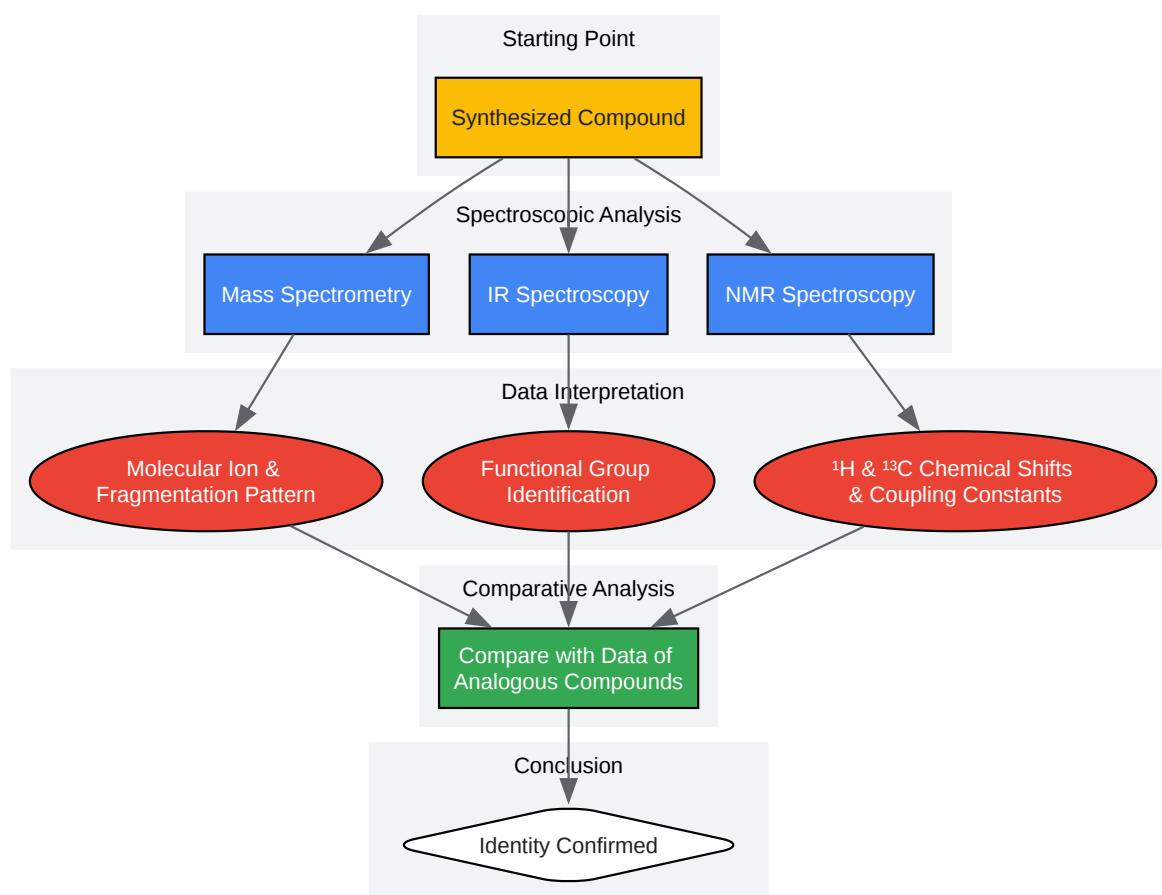 Starting Point
Synthesized Compound
Spectroscopic Analysis
Mass Spectrometry
IR Spectroscopy
NMR Spectroscopy
Data Interpretation
Molecular Ion &
Fragmentation Pattern
Functional Group
Identification
¹H & ¹³C Chemical Shifts
& Coupling Constants
Comparative Analysis
Compare with Data of
Analogous Compounds
Conclusion
Identity Confirmed